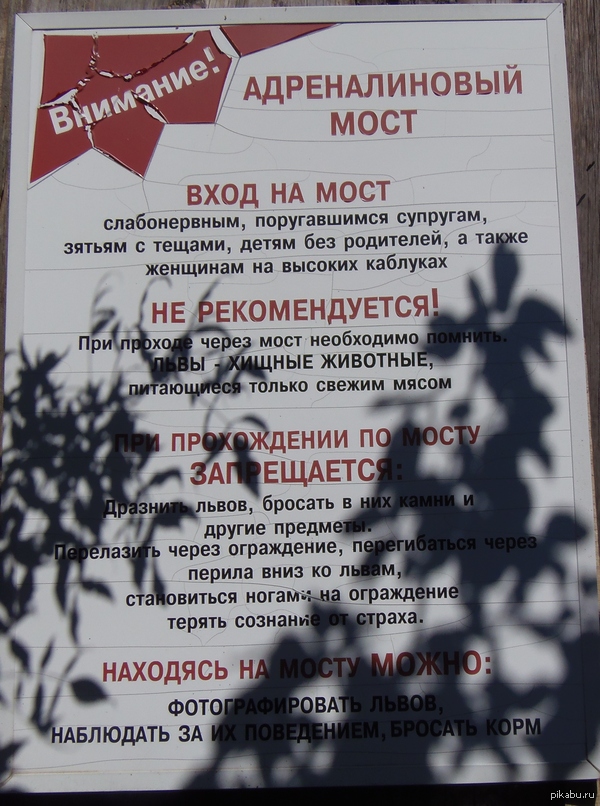 Внимание!
АДРЕНАЛИНОВЫЙ
МОСТ
ВХОД НА МОСТ
слабонервным, поругавшимся супругам,
зятьям с тещами, детям без родителей, а также
женщинам на высоких каблуках
НЕ РЕКОМЕНДУЕТСЯ!
При проходе через мост необходимо помнить.
ЛЬВЫ - ХИЩНЫЕ ЖИВОТНЫЕ,
питающиеся только свежим мясом
ПРИ ПРОХОЖДЕНИИ ПО МОСТУ
ЗАПРЕЩАЕТСЯ:
Дразнить львов, бросать в них камни и
другие предметы.
Перелазить через ограждение, перегибаться через
перила вниз ко львам,
становиться ногами на ограждение
терять сознание от страха.
НАХОДЯСЬ НА МОСТУ МОЖНО:
ФОТОГРАФИРОВАТЬ ЛЬВОВ,
НАБЛЮДАТЬ ЗА ИХ ПОВЕДЕНИЕМ, БРОСАТЬ КОРМ
pikabu.ru